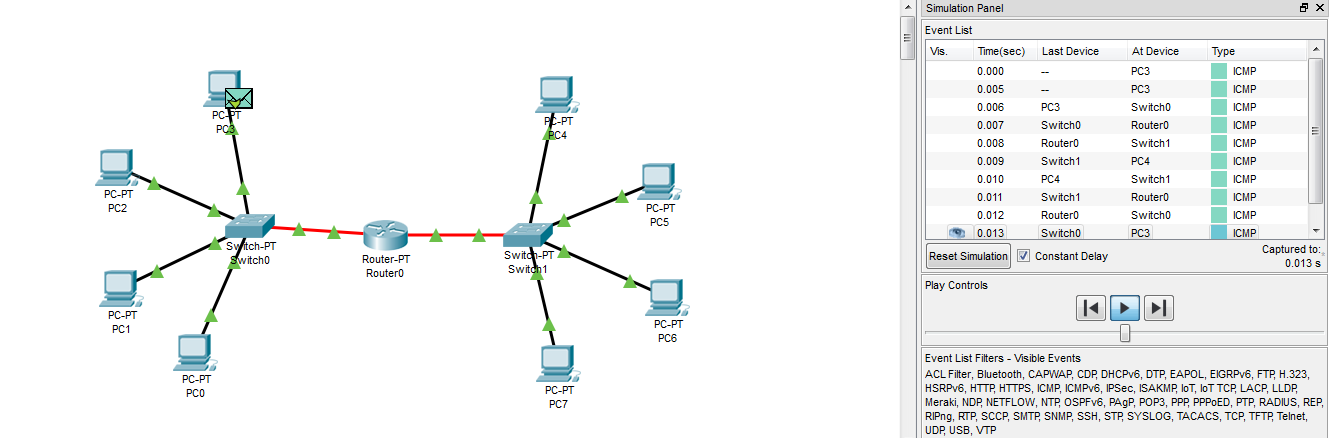 PC-PT
PC3
PC-PT
PC4
PC-PT
PC2
PC-PT
PC5
Switch-PT
Switch0
Router-PT
Router0
Switch-PT
Switch1
PC-PT
PC1
PC-PT
PC6
PC-PT
PC0
PC-PT
PC7
Simulation Panel
Event List
Vis. Time(sec) Last Device At Device Type
0.000 -- PC3 ICMP
0.005 -- PC3 ICMP
0.006 PC3 Switch0 ICMP
0.007 Switch0 Router0 ICMP
0.008 Router0 Switch1 ICMP
0.009 Switch1 PC4 ICMP
0.010 PC4 Switch1 ICMP
0.011 Switch1 Router0 ICMP
0.012 Router0 Switch0 ICMP
0.013 Switch0 PC3 ICMP
Reset Simulation Constant Delay Captured to:
0.013 s
Play Controls
Event List Filters - Visible Events
ACL Filter, Bluetooth, CAPWAP, CDP, DHCPv6, DTP, EAPOL, EIGRPv6, FTP, H.323,
HSRPv6, HTTP, HTTPS, ICMP, ICMPv6, IPSec, ISAKMP, IoT, IoT TCP, LACP, LLDP,
Meraki, NDP, NETFLOW, NTP, OSPFv6, PAgP, POP3, PPP, PPPoED, PTP, RADIUS, REP,
RIPng, RTP, SCCP, SMTP, SNMP, SSH, STP, SYSLOG, TACACS, TCP, TFTP, Telnet,
UDP, USB, VTP